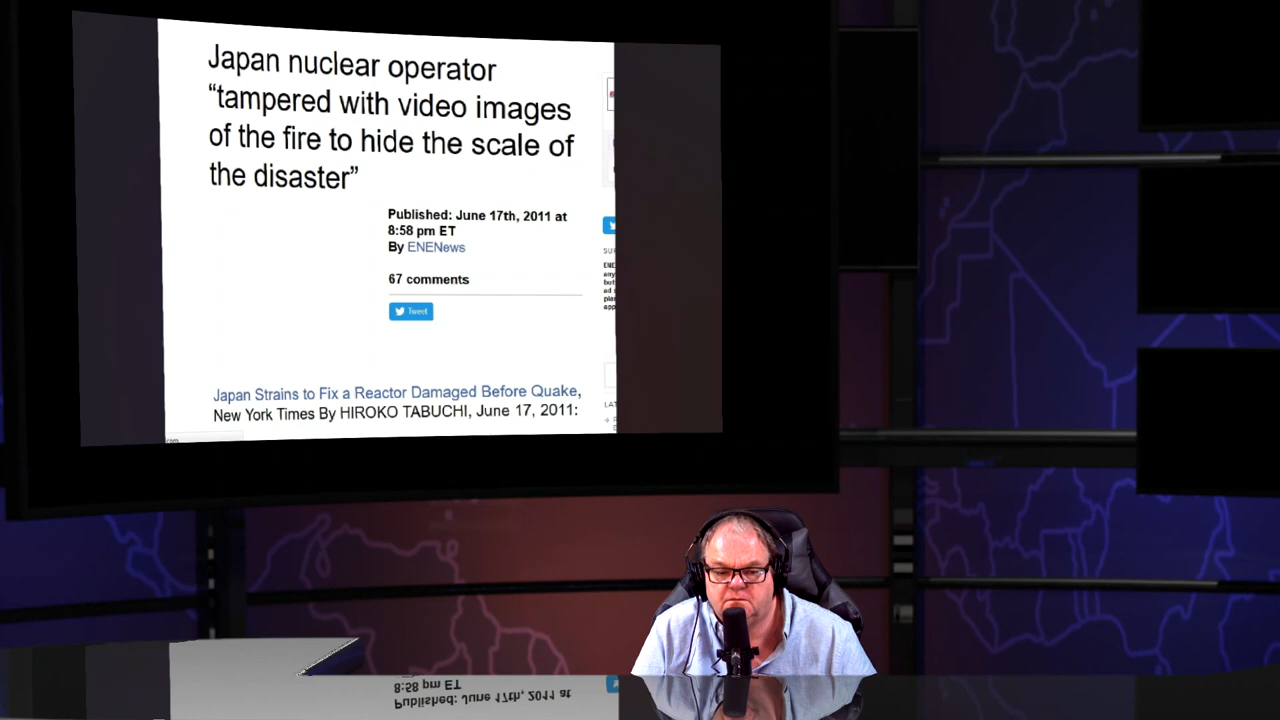 Japan nuclear operator
“tampered with video images
of the fire to hide the scale of
the disaster”
Published: June 17th, 2011 at
8:58 pm ET
By ENENews
67 comments
Tweet
Japan Strains to Fix a Reactor Damaged Before Quake,
New York Times By HIROKO TABUCHI, June 17, 2011:
8:58 pm ET
Published: June 17th, 2011 at